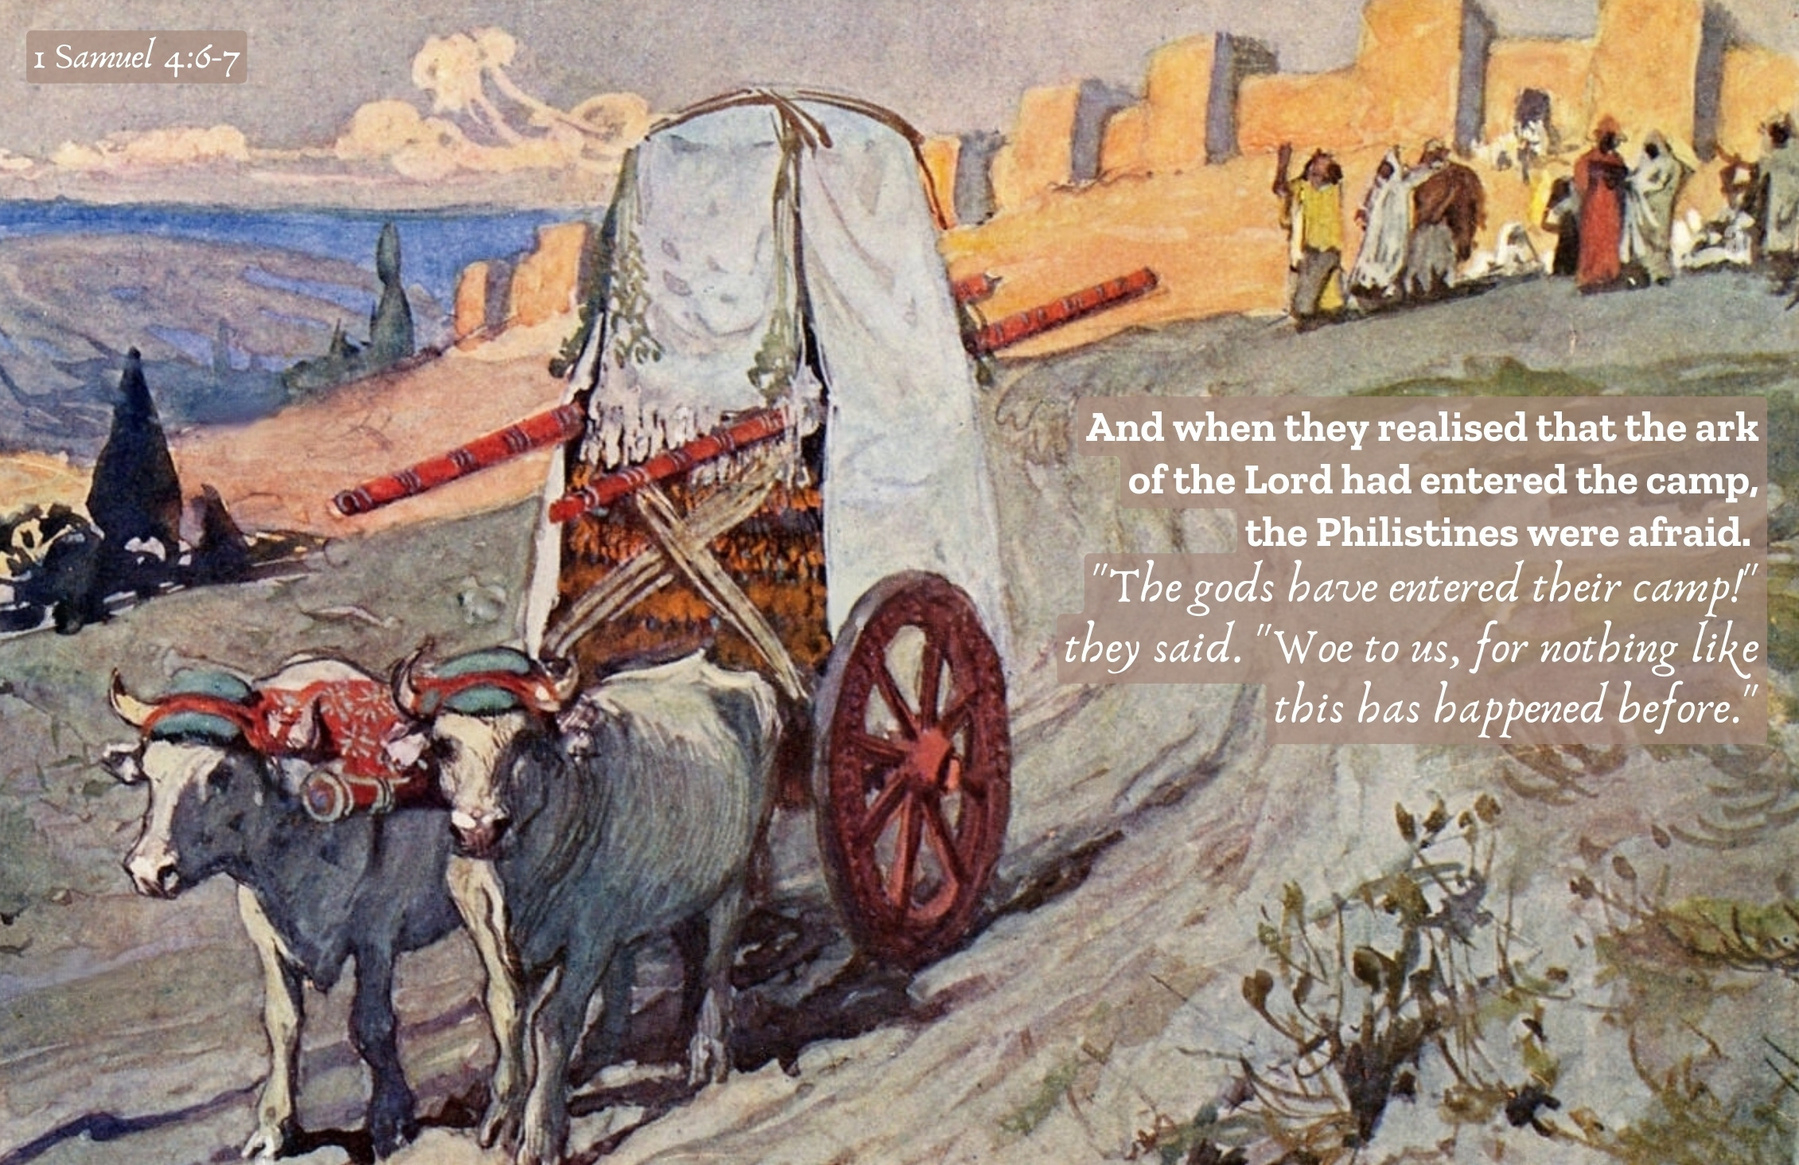 1 Samuel 4:6-7
And when they realised that the ark
of the Lord had entered the camp,
the Philistines were afraid.
"The gods have entered their camp!"
they said. "Woe to us, for nothing like
this has happened before."